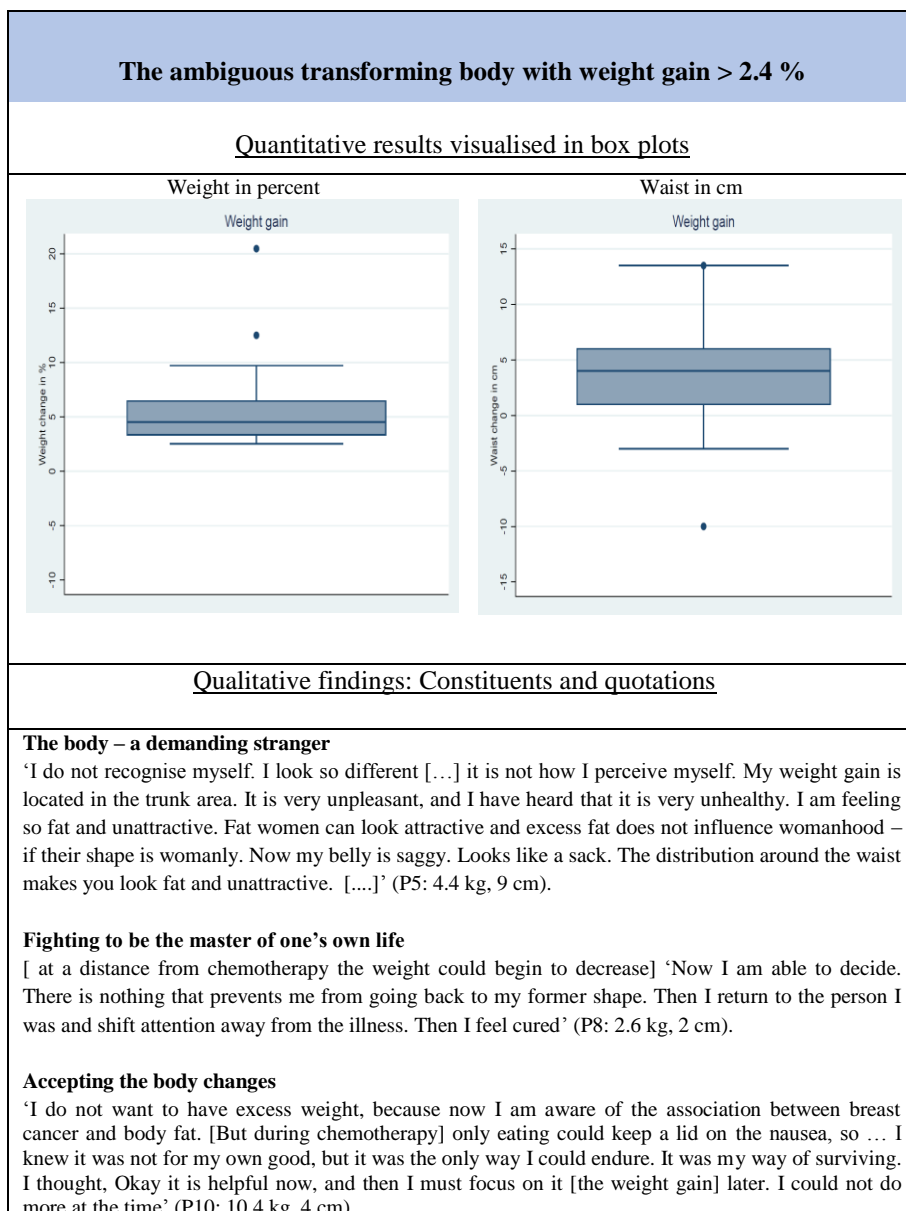 The ambiguous transforming body with weight gain > 2.4 %
Quantitative results visualised in box plots
Weight in percent
Weight gain
Weight change in %
20
15
10
5
0
-5
-10
Waist in cm
Weight gain
Waist change in cm
15
10
5
0
-5
-10
-15
Qualitative findings: Constituents and quotations
The body – a demanding stranger
‘I do not recognise myself. I look so different […] it is not how I perceive myself. My weight gain is
located in the trunk area. It is very unpleasant, and I have heard that it is very unhealthy. I am feeling
so fat and unattractive. Fat women can look attractive and excess fat does not influence womanhood –
if their shape is womanly. Now my belly is saggy. Looks like a sack. The distribution around the waist
makes you look fat and unattractive. [....]’ (P5: 4.4 kg, 9 cm).
Fighting to be the master of one’s own life
[ at a distance from chemotherapy the weight could begin to decrease] ‘Now I am able to decide.
There is nothing that prevents me from going back to my former shape. Then I return to the person I
was and shift attention away from the illness. Then I feel cured’ (P8: 2.6 kg, 2 cm).
Accepting the body changes
‘I do not want to have excess weight, because now I am aware of the association between breast
cancer and body fat. [But during chemotherapy] only eating could keep a lid on the nausea, so … I
knew it was not for my own good, but it was the only way I could endure. It was my way of surviving.
I thought, Okay it is helpful now, and then I must focus on it [the weight gain] later. I could not do
more at the time’ (P10: 10.4 kg, 4 cm)